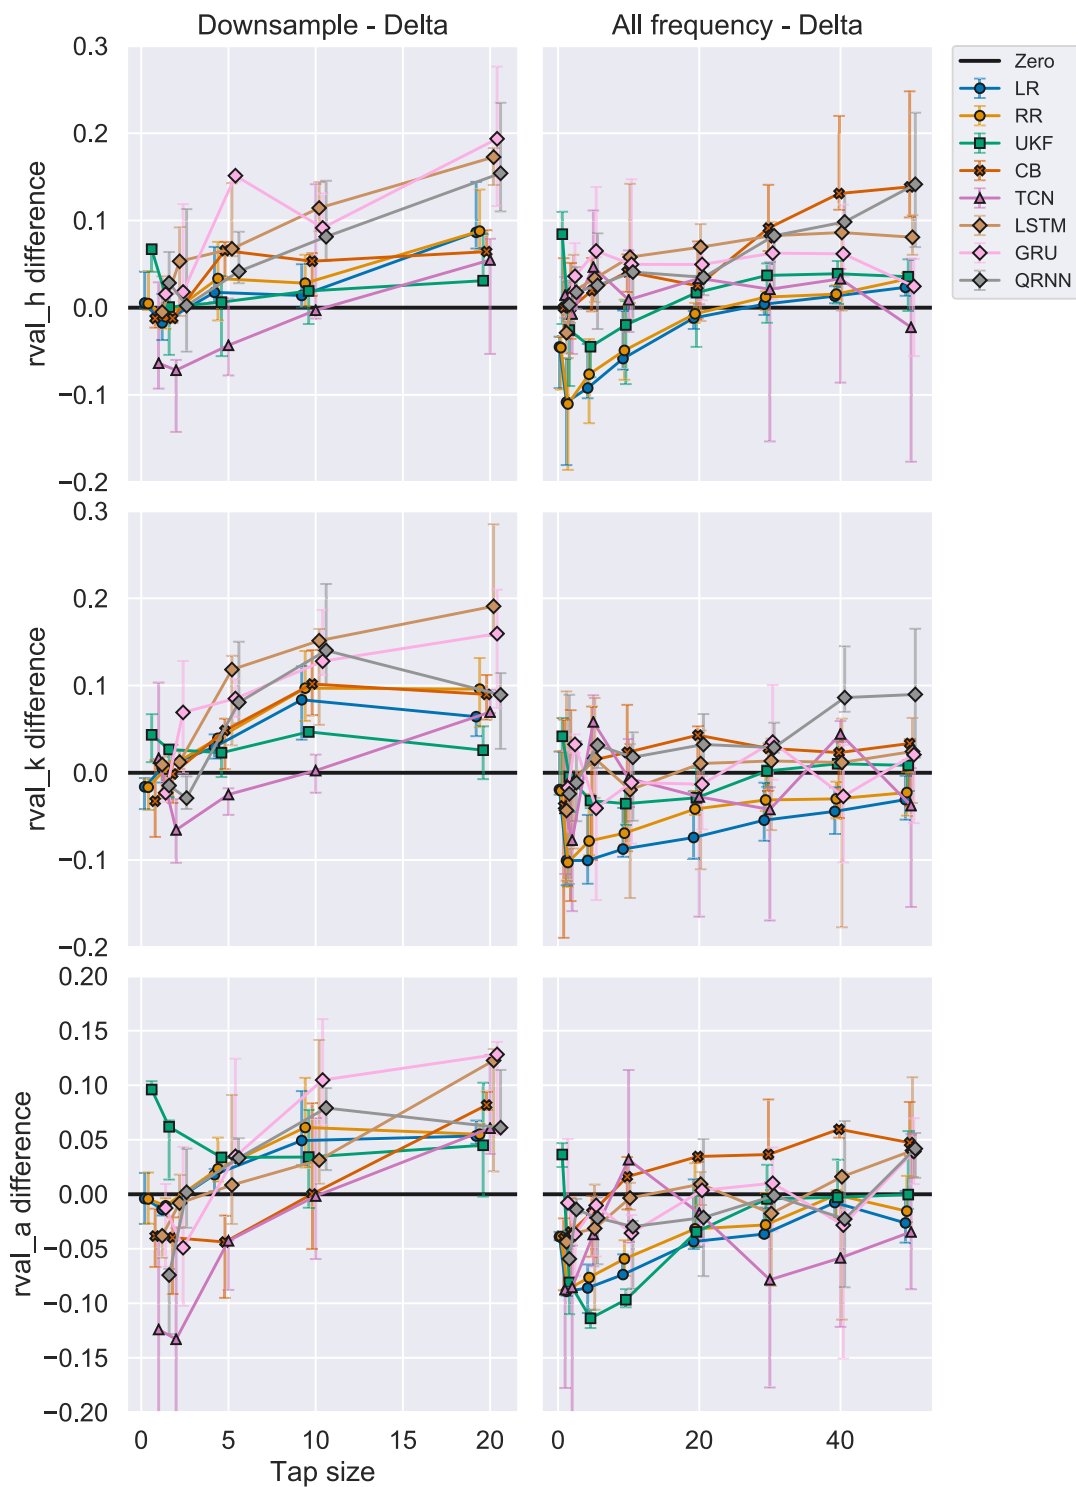 Downsample - Delta
All frequency - Delta
0.3
0.2
0.1
0.0
−0.1
−0.2
rval_h difference
Zero
LR
RR
UKF
CB
TCN
LSTM
GRU
QRNN
0.3
0.2
0.1
0.0
−0.1
−0.2
rval_k difference
0.20
0.15
0.10
0.05
0.00
−0.05
−0.10
−0.15
−0.20
rval_a difference
0 5 10 15 20
0 20 40
Tap size